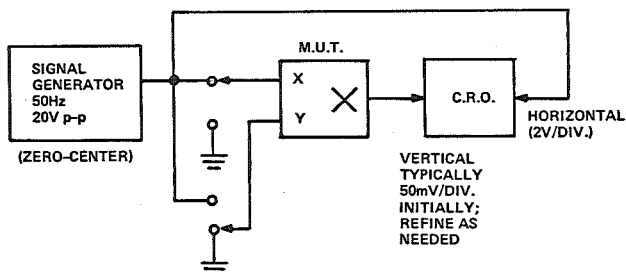 SIGNAL
GENERATOR
50Hz
20V p-p
(ZERO-CENTER)
M.U.T.
X
Y
C.R.O.
HORIZONTAL
(2V/DIV.)
VERTICAL
TYPICALLY
50mV/DIV.
INITIALLY;
REFINE AS
NEEDED